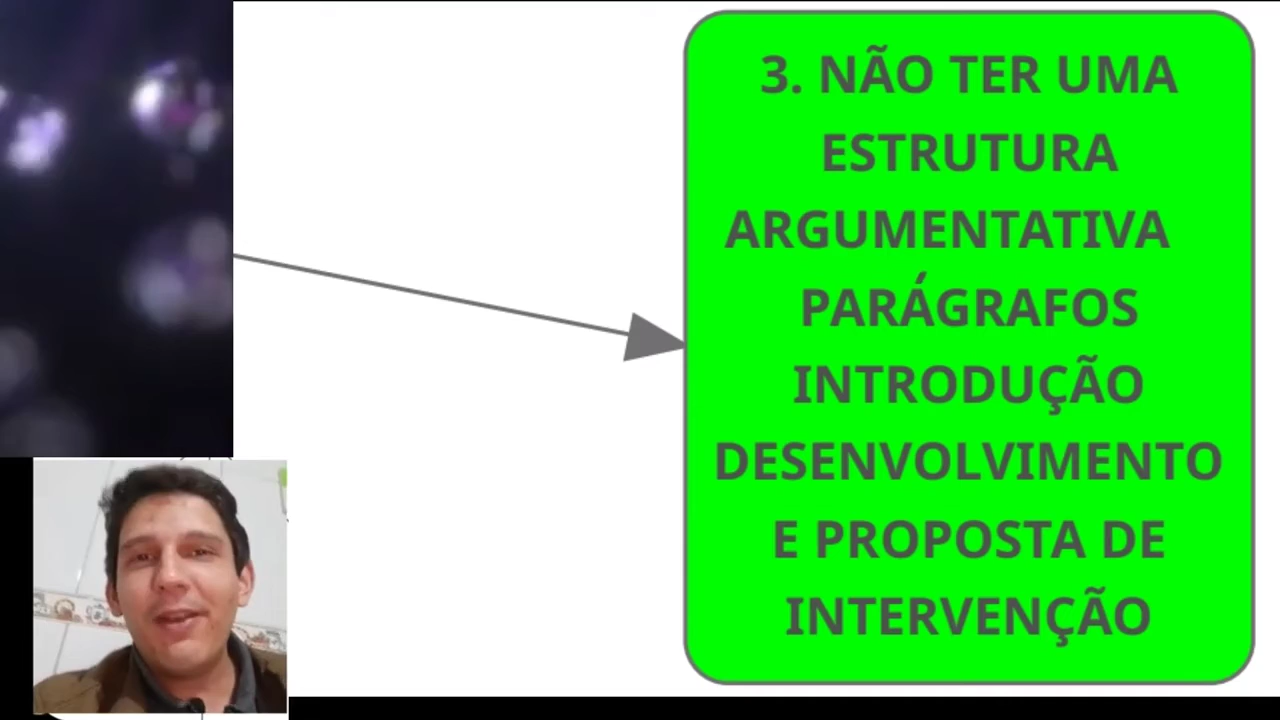 3. NÃO TER UMA
ESTRUTURA
ARGUMENTATIVA
PARÁGRAFOS
INTRODUÇÃO
DESENVOLVIMENTO
E PROPOSTA DE
INTERVENÇÃO